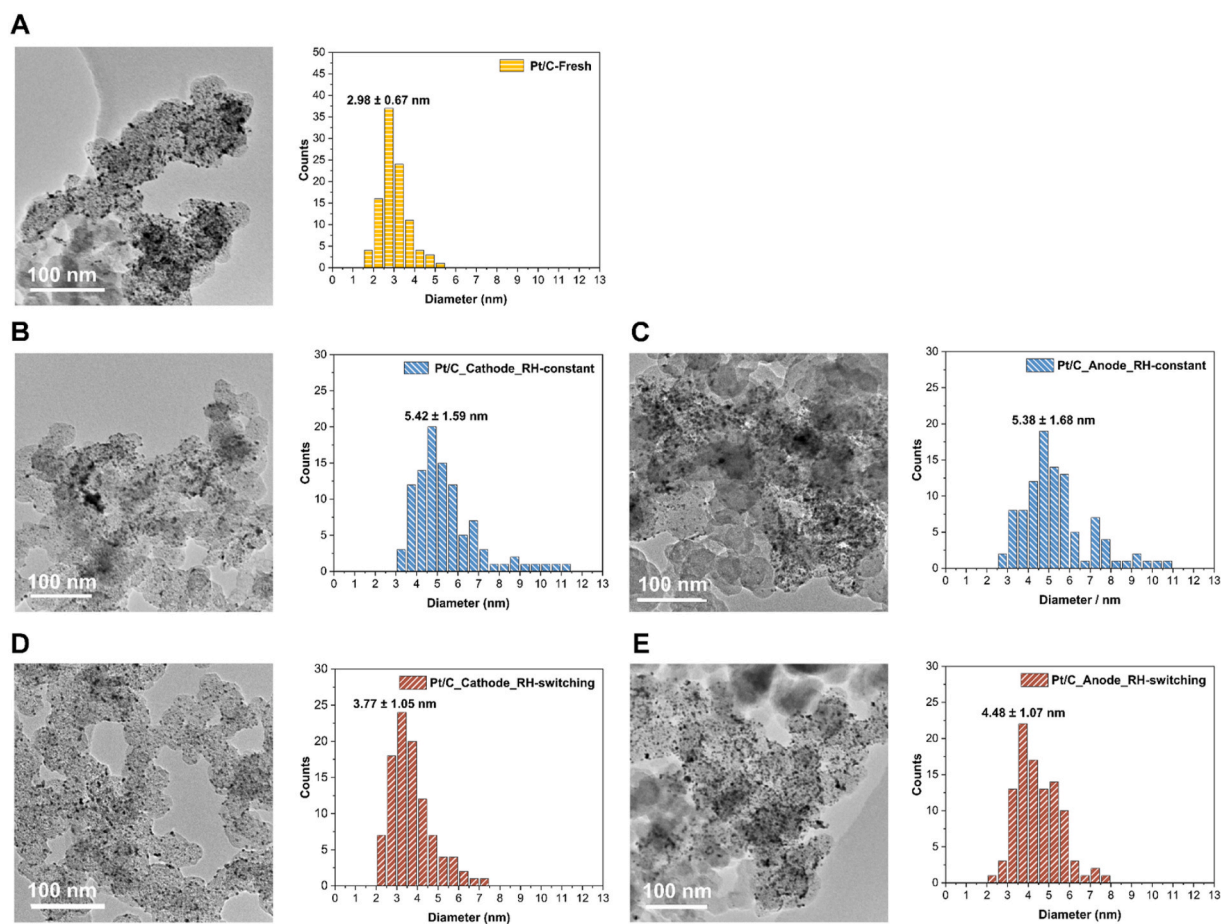 A
100 nm
Pt/C-Fresh
2.98 ± 0.67 nm
50
45
40
35
30
25
20
15
10
5
0
Counts
0 1 2 3 4 5 6 7 8 9 10 11 12 13
Diameter (nm)
B
100 nm
Pt/C_Cathode_RH-constant
5.42 ± 1.59 nm
30
25
20
15
10
5
0
Counts
0 1 2 3 4 5 6 7 8 9 10 11 12 13
Diameter (nm)
C
100 nm
Pt/C_Anode_RH-constant
5.38 ± 1.68 nm
30
25
20
15
10
5
0
Counts
0 1 2 3 4 5 6 7 8 9 10 11 12 13
Diameter / nm
D
100 nm
Pt/C_Cathode_RH-switching
3.77 ± 1.05 nm
30
25
20
15
10
5
0
Counts
0 1 2 3 4 5 6 7 8 9 10 11 12 13
Diameter (nm)
E
100 nm
Pt/C_Anode_RH-switching
4.48 ± 1.07 nm
30
25
20
15
10
5
0
Counts
0 1 2 3 4 5 6 7 8 9 10 11 12 13
Diameter (nm)